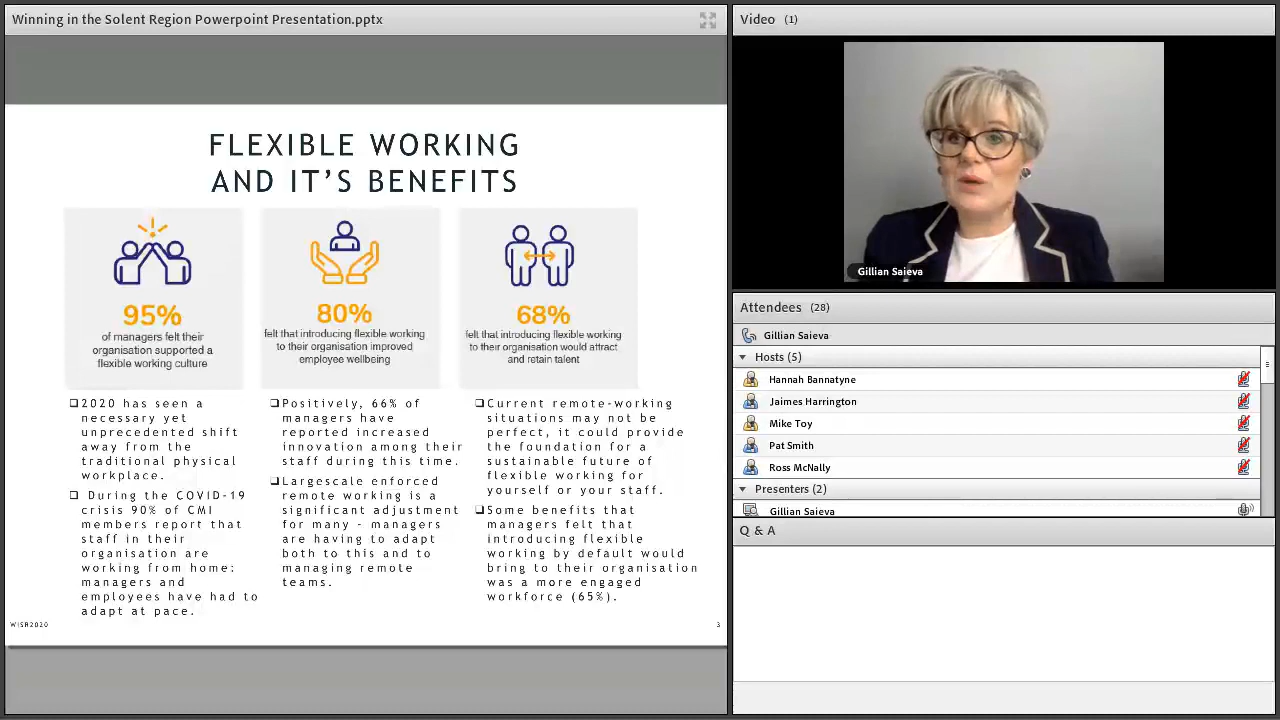 Winning in the Solent Region Powerpoint Presentation.pptx
FLEXIBLE WORKING
AND IT'S BENEFITS
95%
of managers felt their
organisation supported a
flexible working culture
80%
felt that introducing flexible working
to their organisation improved
employee wellbeing
68%
felt that introducing flexible working
to their organisation would attract
and retain talent
❑2020 has seen a
necessary yet
unprecedented shift
away from the
traditional physical
workplace.
❑ During the COVID-19
crisis 90% of CMI
members report that
staff in their
organisation are
working from home:
managers and
employees have had to
adapt at pace.
❑Positively, 66% of
managers have
reported increased
innovation among their
staff during this time.
❑Largescale enforced
remote working is a
significant adjustment
for many - managers
are having to adapt
both to this and to
managing remote
teams.
❑Current remote-working
situations may not be
perfect, it could provide
the foundation for a
sustainable future of
flexible working for
yourself or your staff.
❑Some benefits that
managers felt that
introducing flexible
working by default would
bring to their organisation
was a more engaged
workforce (65%).
WISR2020
3
Video (1)
Gillian Saieva
Attendees (28)
Gillian Saieva
Hosts (5)
Hannah Bannatyne
Jaimes Harrington
Mike Toy
Pat Smith
Ross McNally
Presenters (2)
Gillian Saieva
Q & A